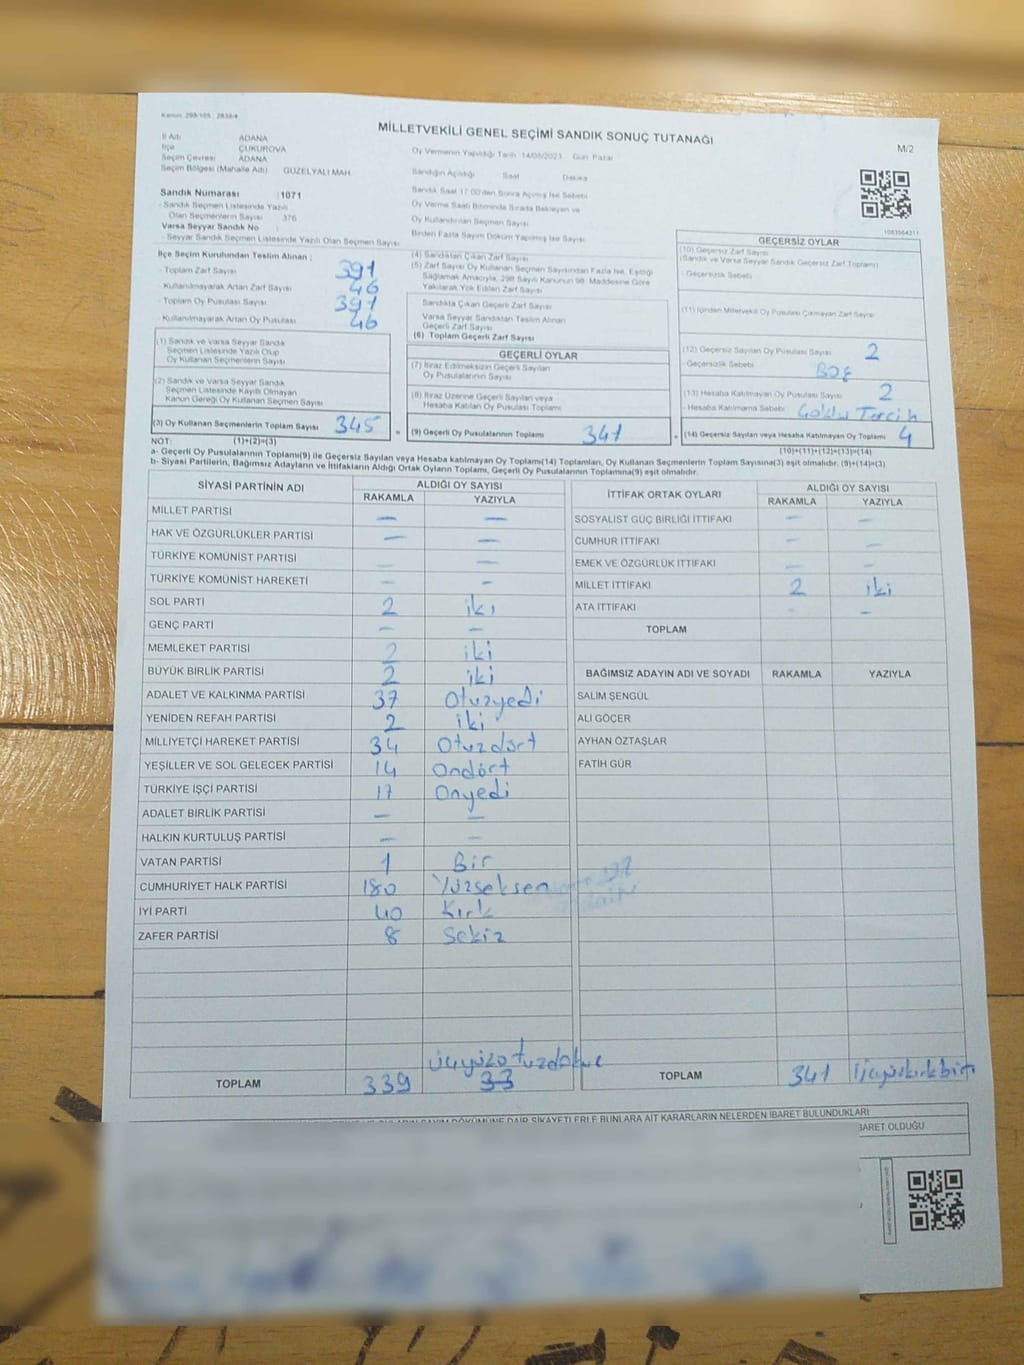 MİLLETVEKİLİ GENEL SEÇİMİ SANDIK SONUÇ TUTANAĞI
M/2
İl Adı ADANA
İlçe ÇUKUROVA
Seçim Çevresi ADANA
Seçim Bölgesi (Mahalle Adı) GÜZELYALI MAH.
Oy Vermenin Yapıldığı Tarih 14/05/2023 Gün Pazar
Sandığın Açıldığı Saat Dakika
Sandık Numarası : 1071
- Sandık Seçmen Listesinde Yazılı
Olan Seçmenlerin Sayısı 376
Varsa Seyyar Sandık No :
- Seyyar Sandık Seçmen Listesinde Yazılı Olan Seçmen Sayısı
Sandık Saat 17:00'den Sonra Açılmış İse Sebebi
Oy Verme Saati Bitiminde Sırada Bekleyen ve
Oy Kullandırılan Seçmen Sayısı
Birden Fazla Sayım Döküm Yapılmış İse Sayısı
İlçe Seçim Kurulundan Teslim Alınan ;
- Toplam Zarf Sayısı 391
- Kullanılmayarak Artan Zarf Sayısı 46
- Toplam Oy Pusulası Sayısı 391
- Kullanılmayarak Artan Oy Pusulası 46
(1) Sandık ve Varsa Seyyar Sandık
Seçmen Listesinde Yazılı Olup
Oy Kullanan Seçmenlerin Sayısı
(2) Sandık ve Varsa Seyyar Sandık
Seçmen Listesinde Kayıtlı Olmayan
Kanun Gereği Oy Kullanan Seçmen Sayısı
(3) Oy Kullanan Seçmenlerin Toplam Sayısı 345
(4) Sandıktan Çıkan Zarf Sayısı
(5) Zarf Sayısı Oy Kullanan Seçmen Sayısından Fazla İse, Eşitliği
Sağlamak Amacıyla, 298 Sayılı Kanunun 98. Maddesine Göre
Yakılarak Yok Edilen Zarf Sayısı
Sandıkta Çıkan Geçerli Zarf Sayısı
Varsa Seyyar Sandıktan Teslim Alınan
Geçerli Zarf Sayısı
(6) Toplam Geçerli Zarf Sayısı
GEÇERLİ OYLAR
(7) İtiraz Edilmeksizin Geçerli Sayılan
Oy Pusulalarının Sayısı
(8) İtiraz Üzerine Geçerli Sayılan veya
Hesaba Katılan Oy Pusulası Toplamı
= (9) Geçerli Oy Pusulalarının Toplamı 341
GEÇERSİZ OYLAR
(10) Geçersiz Zarf Sayısı
(Sandık ve Varsa Seyyar Sandık Geçersiz Zarf Toplamı)
- Geçersizlik Sebebi
(11) İçinden Milletvekili Oy Pusulası Çıkmayan Zarf Sayısı
(12) Geçersiz Sayılan Oy Pusulası Sayısı 2
- Geçersizlik Sebebi
(13) Hesaba Katılmayan Oy Pusulası Sayısı 2
- Hesaba Katılmama Sebebi Çoklu Tercih
+ (14) Geçersiz Sayılan veya Hesaba Katılmayan Oy Toplamı 4
NOT: (1)+(2)=(3) (10)+(11)+(12)+(13)=(14)
a- Geçerli Oy Pusulaları Toplamı(9) ile Geçersiz Sayılan veya Hesaba katılmayan Oy Toplamı(14) Toplamları, Oy Kullanan Seçmenlerin Toplam Sayısına(3) eşit olmalıdır. (9)+(14)=(3)
b- Siyasi Partilerin, Bağımsız Adayların ve İttifakların Aldığı Ortak Oyların Toplamı, Geçerli Oy Pusulalarının Toplamına(9) eşit olmalıdır.
SİYASİ PARTİNİN ADI ALDIĞI OY SAYISI
RAKAMLA YAZIYLA
MİLLET PARTİSİ — —
HAK VE ÖZGÜRLÜKLER PARTİSİ — —
TÜRKİYE KOMÜNİST PARTİSİ — —
TÜRKİYE KOMÜNİST HAREKETİ — —
SOL PARTİ 2 iki
GENÇ PARTİ — —
MEMLEKET PARTİSİ 2 iki
BÜYÜK BİRLİK PARTİSİ 2 iki
ADALET VE KALKINMA PARTİSİ 37 Otuzyedi
YENİDEN REFAH PARTİSİ 2 iki
MİLLİYETÇİ HAREKET PARTİSİ 34 Otuzdört
YEŞİLLER VE SOL GELECEK PARTİSİ 14 Ondört
TÜRKİYE İŞÇİ PARTİSİ 17 Onyedi
ADALET BİRLİK PARTİSİ — —
HALKIN KURTULUŞ PARTİSİ — —
VATAN PARTİSİ 1 Bir
CUMHURİYET HALK PARTİSİ 180 Yüzseksen
İYİ PARTİ 40 Kırk
ZAFER PARTİSİ 8 Sekiz
TOPLAM 339
İTTİFAK ORTAK OYLARI ALDIĞI OY SAYISI
RAKAMLA YAZIYLA
SOSYALİST GÜÇ BİRLİĞİ İTTİFAKI — —
CUMHUR İTTİFAKI — —
EMEK VE ÖZGÜRLÜK İTTİFAKI — —
MİLLET İTTİFAKI 2 iki
ATA İTTİFAKI - —
TOPLAM
BAĞIMSIZ ADAYIN ADI VE SOYADI RAKAMLA YAZIYLA
SALİM ŞENGÜL
ALİ GÖÇER
AYHAN ÖZTAŞLAR
FATİH GÜR
TOPLAM 341 Üçyüzkırkbir
BARET OLDUĞU